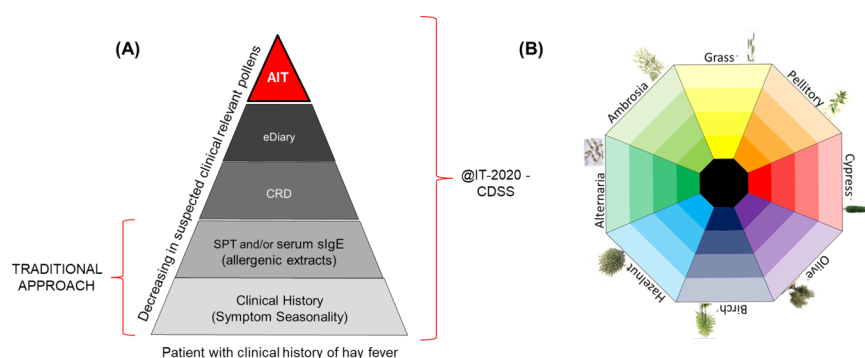 (A)
Decreasing in suspected clinical relevant pollens
AIT
eDiary
CRD
SPT and/or serum sIgE
(allergenic extracts)
Clinical History
(Symptom Seasonality)
TRADITIONAL
APPROACH
@IT-2020 -
CDSS
Patient with clinical history of hay fever
(B)
Grass
Pellitory
Cypress
Olive
Birch
Hazelnut
Alternaria
Ambrosia